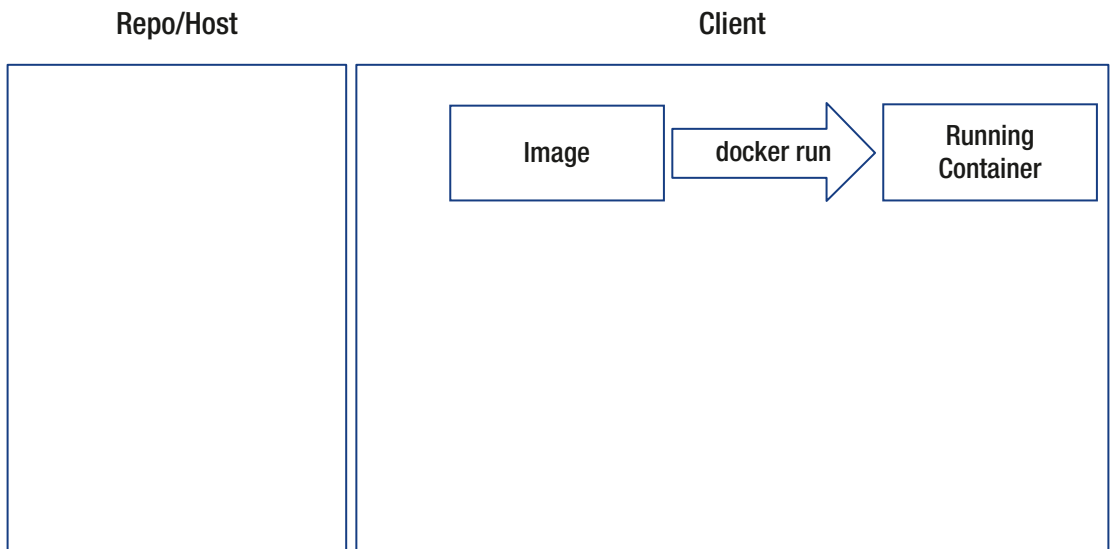 Repo/Host
Client
Image
docker run
Running
Container